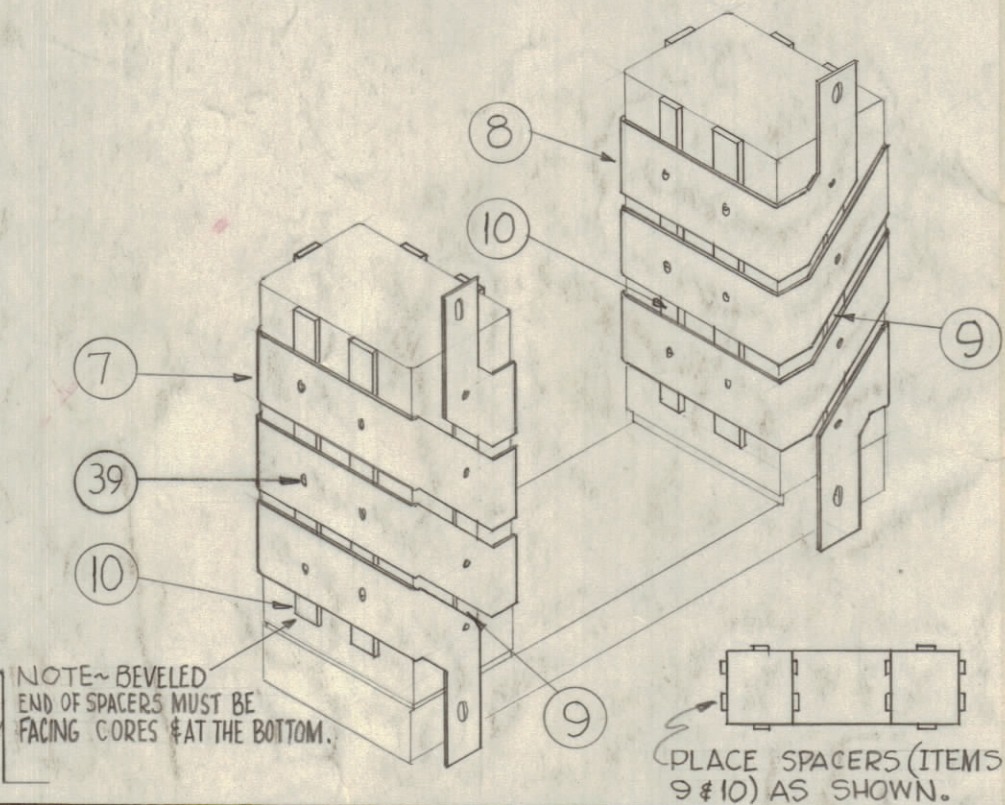 8
10
9
7
39
10
9
NOTE~BEVELED
END OF SPACERS MUST BE
FACING CORES & AT THE BOTTOM.
PLACE SPACERS (ITEMS
9 & 10) AS SHOWN.